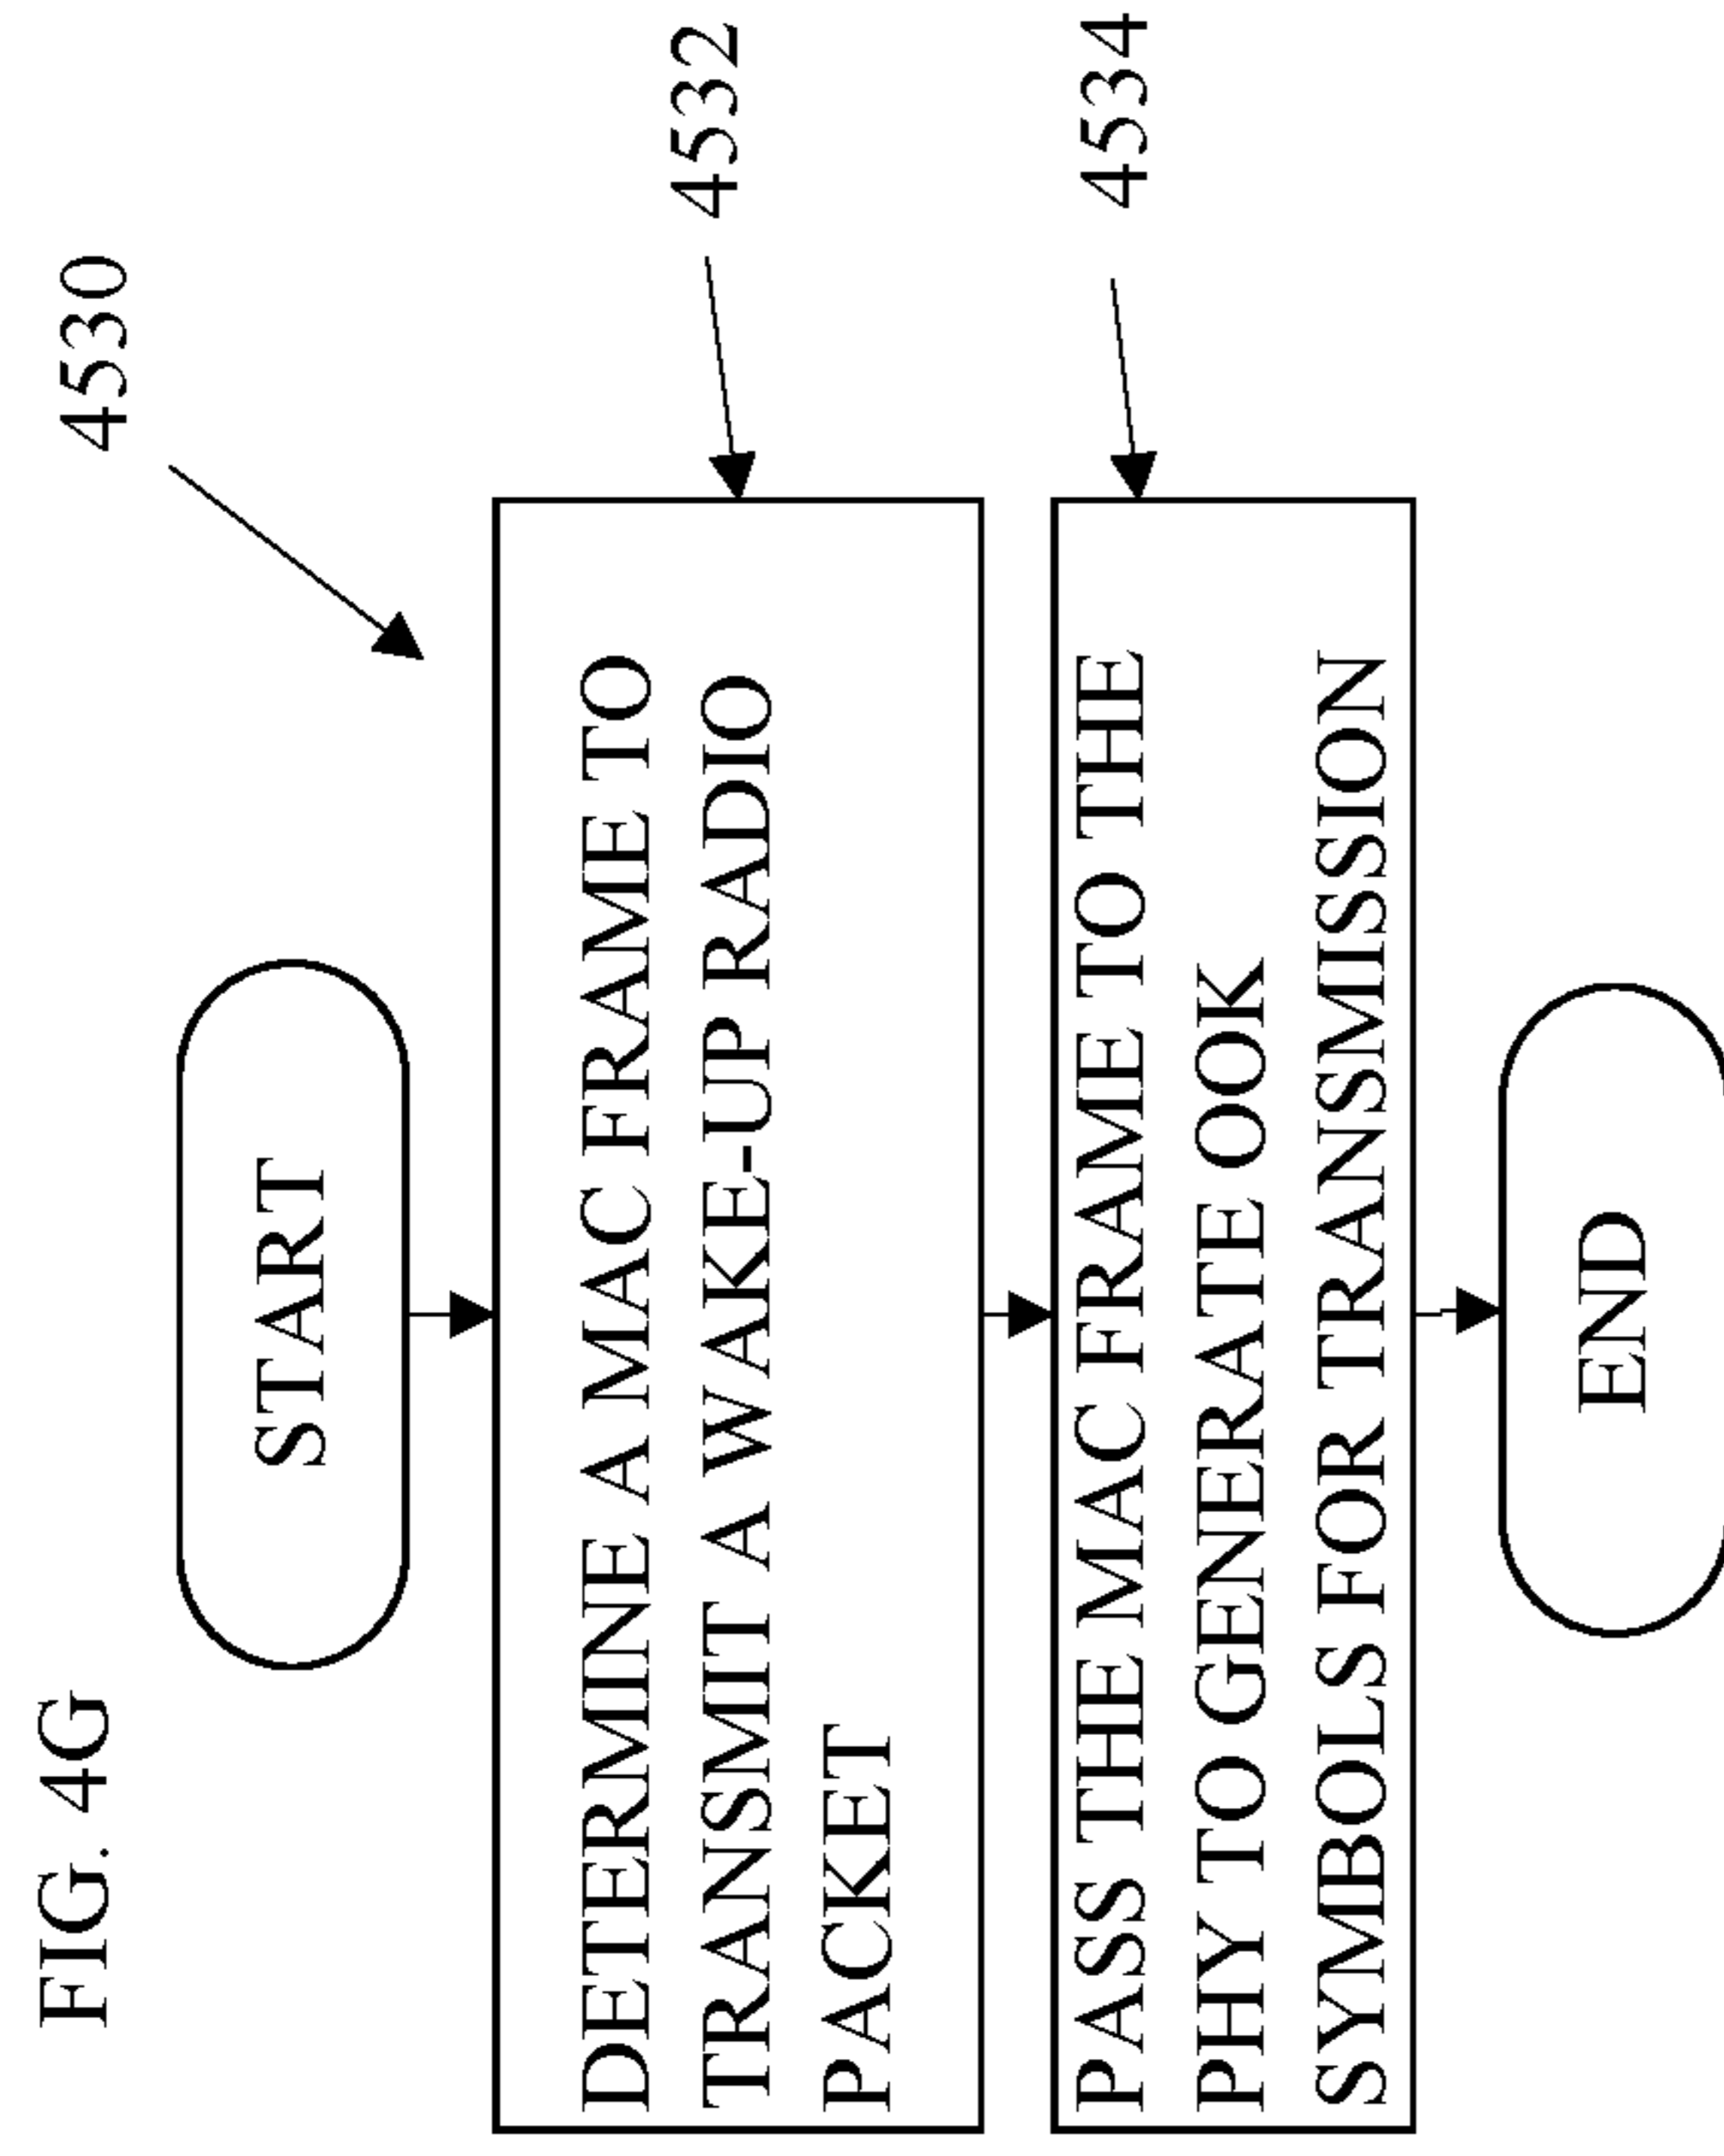 FIG. 4G
4530
START
DETERMINE A MAC FRAME TO
TRANSMIT A WAKE-UP RADIO
PACKET
4532
PASS THE MAC FRAME TO THE
PHY TO GENERATE OOK
SYMBOLS FOR TRANSMISSION
4534
END